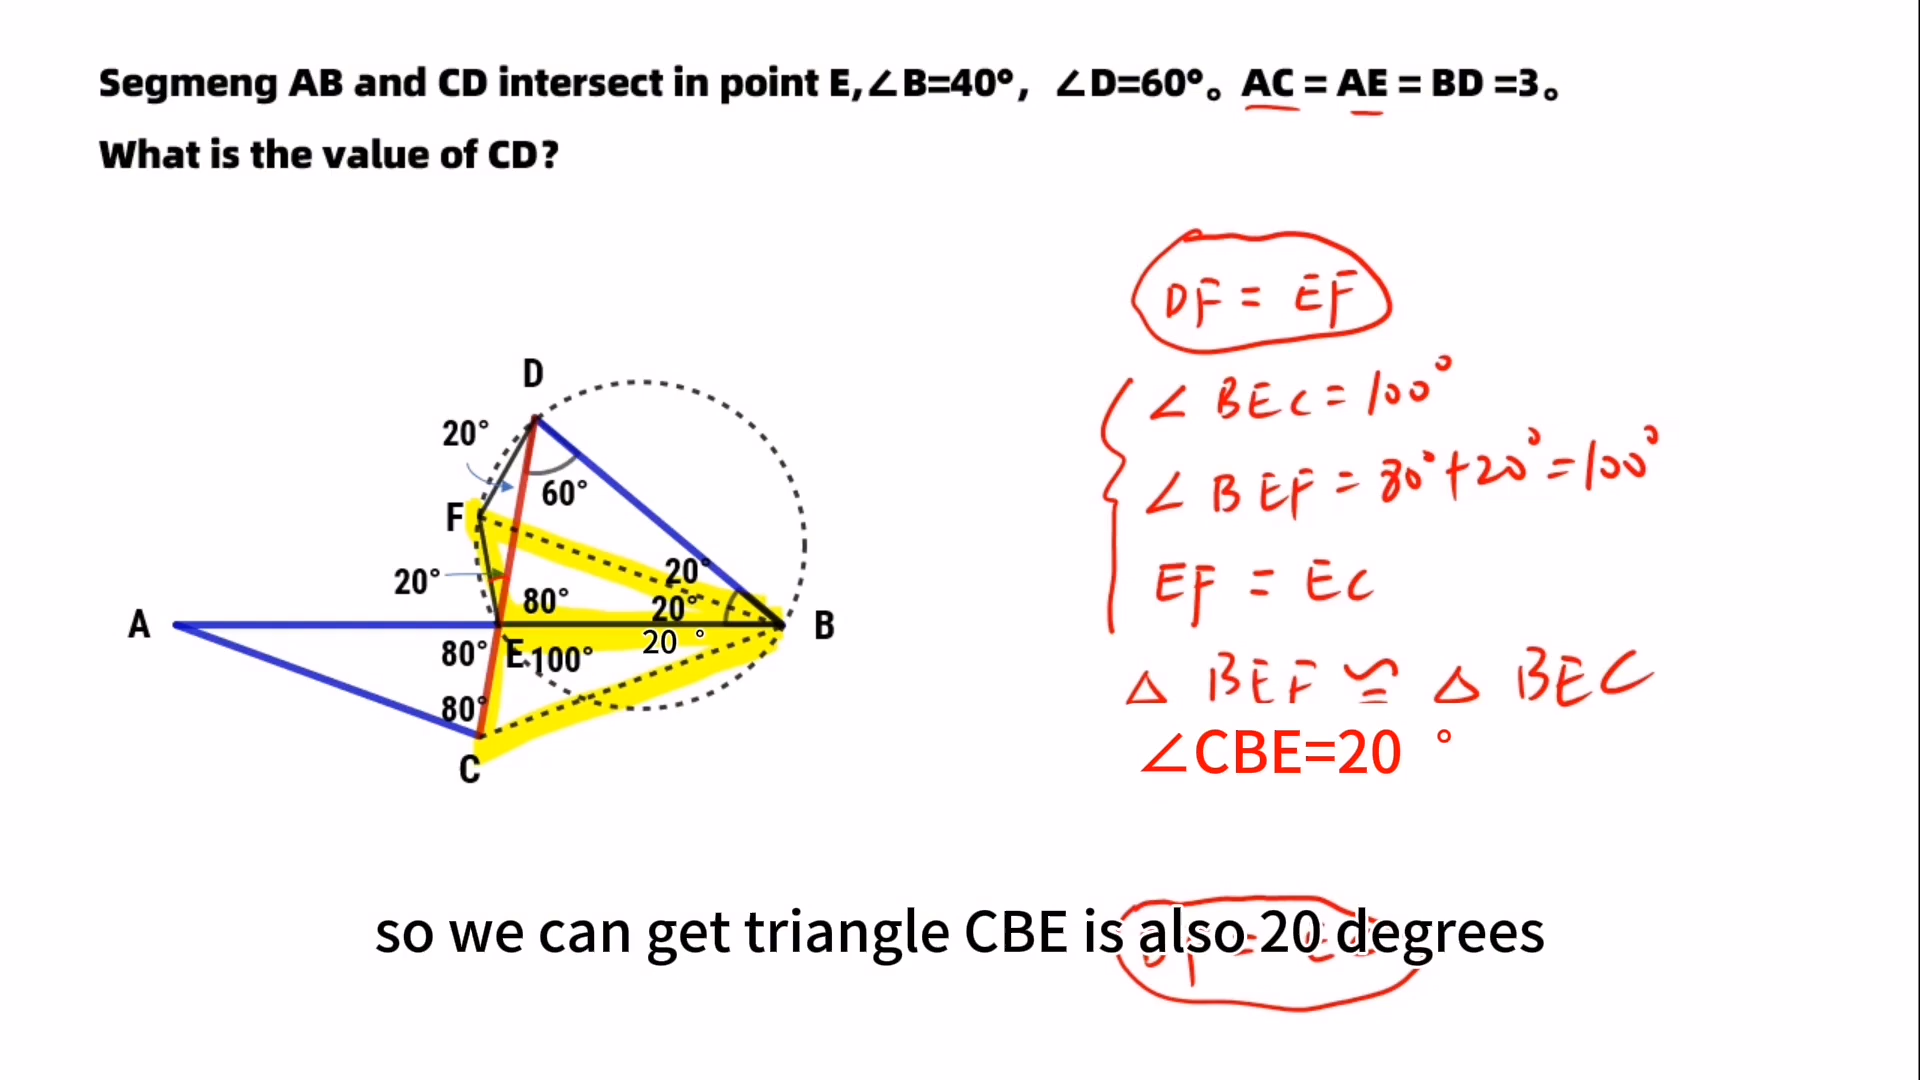 Segmeng AB and CD intersect in point E,∠B=40°, ∠D=60°。AC = AE = BD =3。
What is the value of CD?
DF = EF
∠ BEC = 100°
∠ BEF = 80°+20°=100°
EF = EC
△ BEF ≌ △ BEC
∠CBE=20 °
D
20°
60°
F
20°
20°
80°
20°
A
B
80°
E
100°
20 °
80°
C
so we can get triangle CBE is also 20 degrees